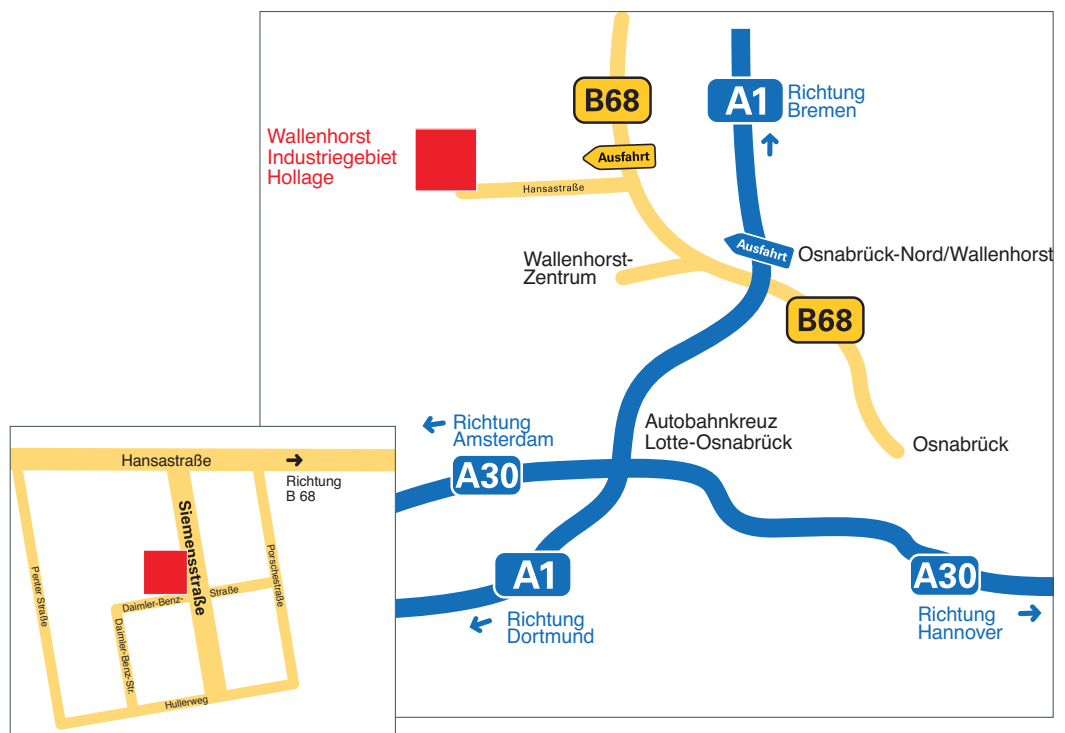 B68
A1
Richtung
Bremen
Wallenhorst
Industriegebiet
Hollage
Ausfahrt
Hansastraße
Ausfahrt
Osnabrück-Nord/Wallenhorst
Wallenhorst-
Zentrum
B68
Richtung
Amsterdam
Autobahnkreuz
Lotte-Osnabrück
Osnabrück
A30
A1
A30
Richtung
Dortmund
Richtung
Hannover
Hansastraße
Richtung
B 68
Siemensstraße
Penter Straße
Porschestraße
Daimler-Benz-
Straße
Daimler-Benz-Str.
Hullerweg